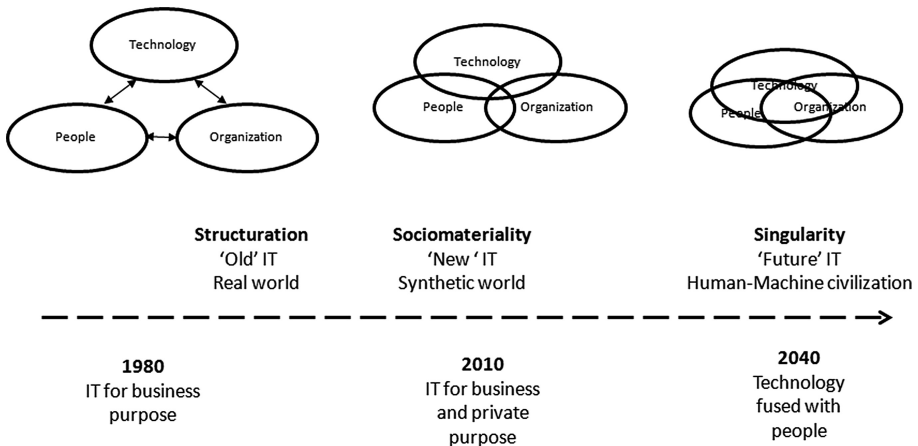 Technology
People
Organization
Technology
People
Organization
Technology
People
Organization
Structuration
‘Old’ IT
Real world
Sociomateriality
‘New ‘ IT
Synthetic world
Singularity
‘Future’ IT
Human-Machine civilization
1980
IT for business
purpose
2010
IT for business
and private
purpose
2040
Technology
fused with
people